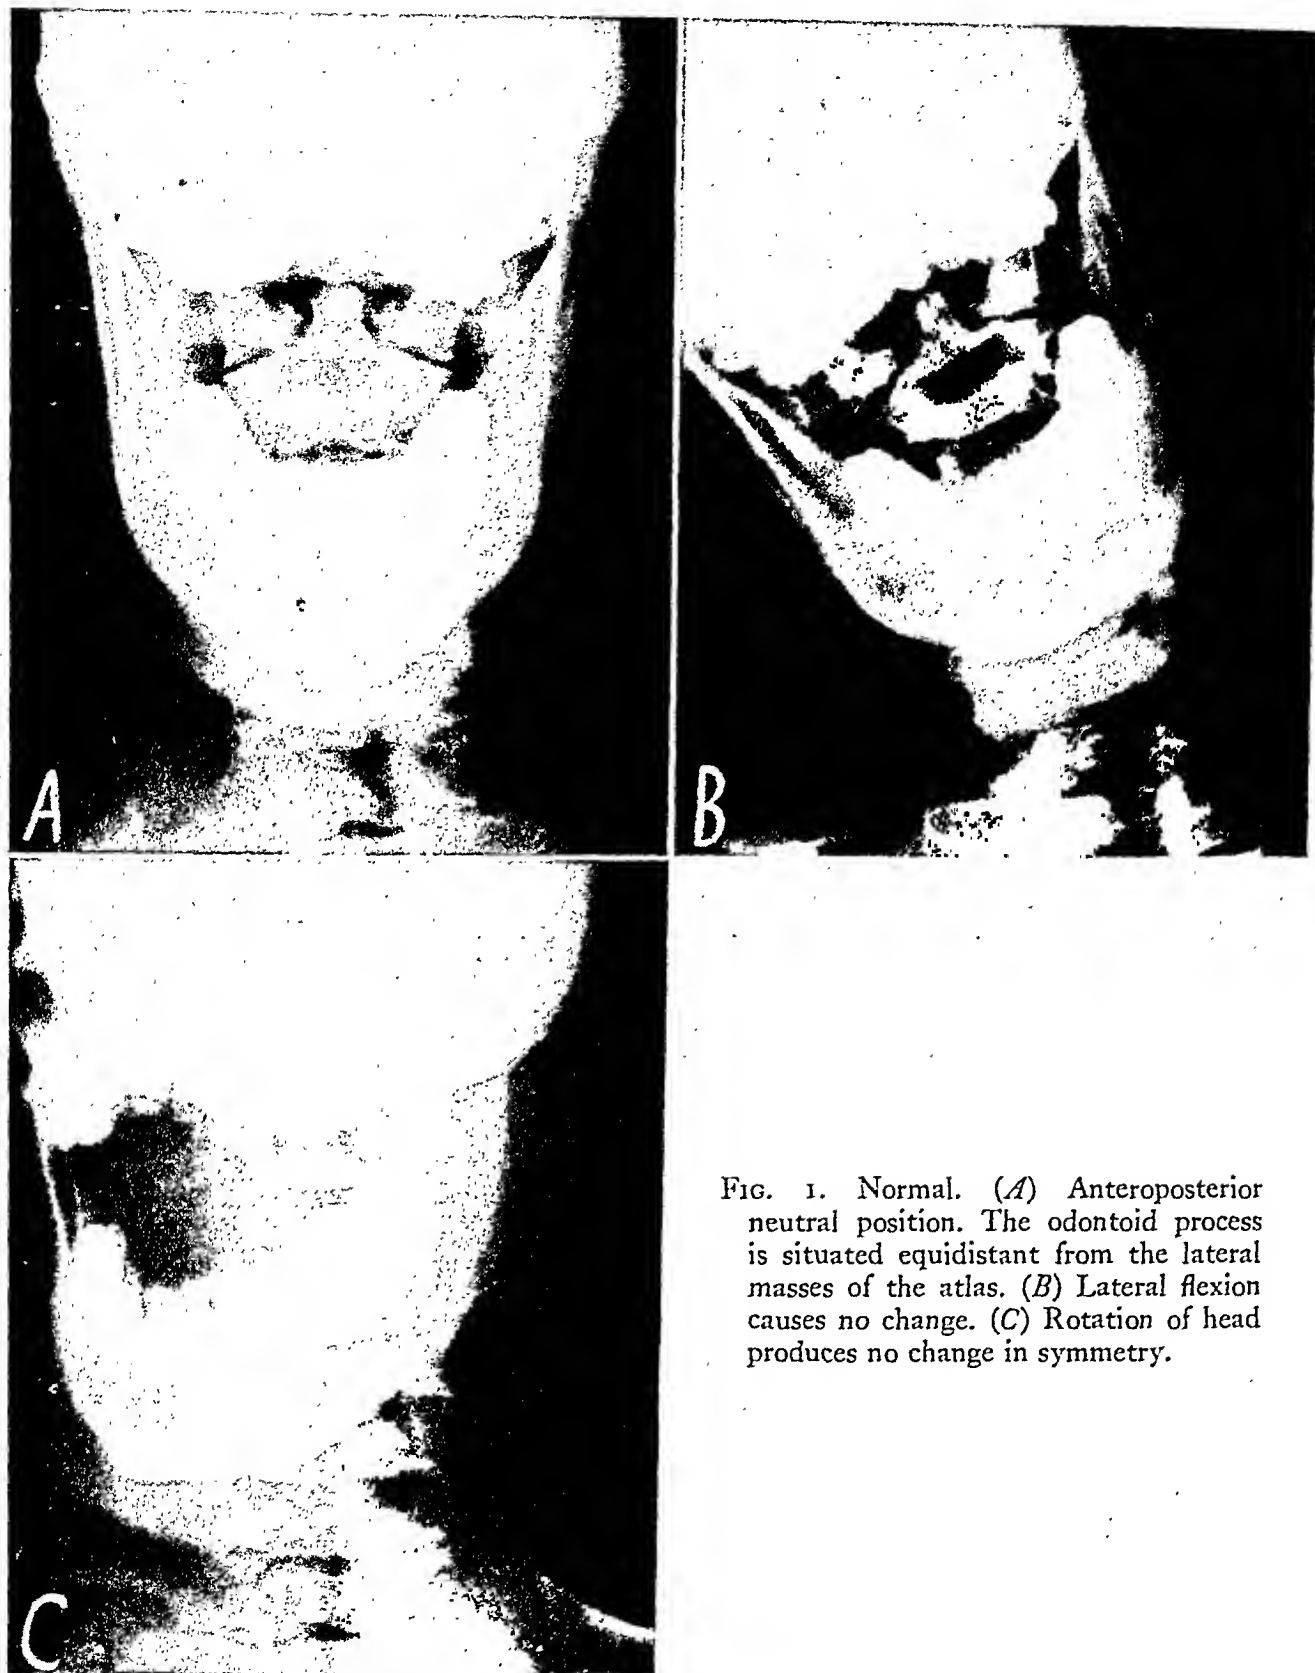 A
B
C
FIG. 1. Normal. (A) Anteroposterior
neutral position. The odontoid process
is situated equidistant from the lateral
masses of the atlas. (B) Lateral flexion
causes no change. (C) Rotation of head
produces no change in symmetry.